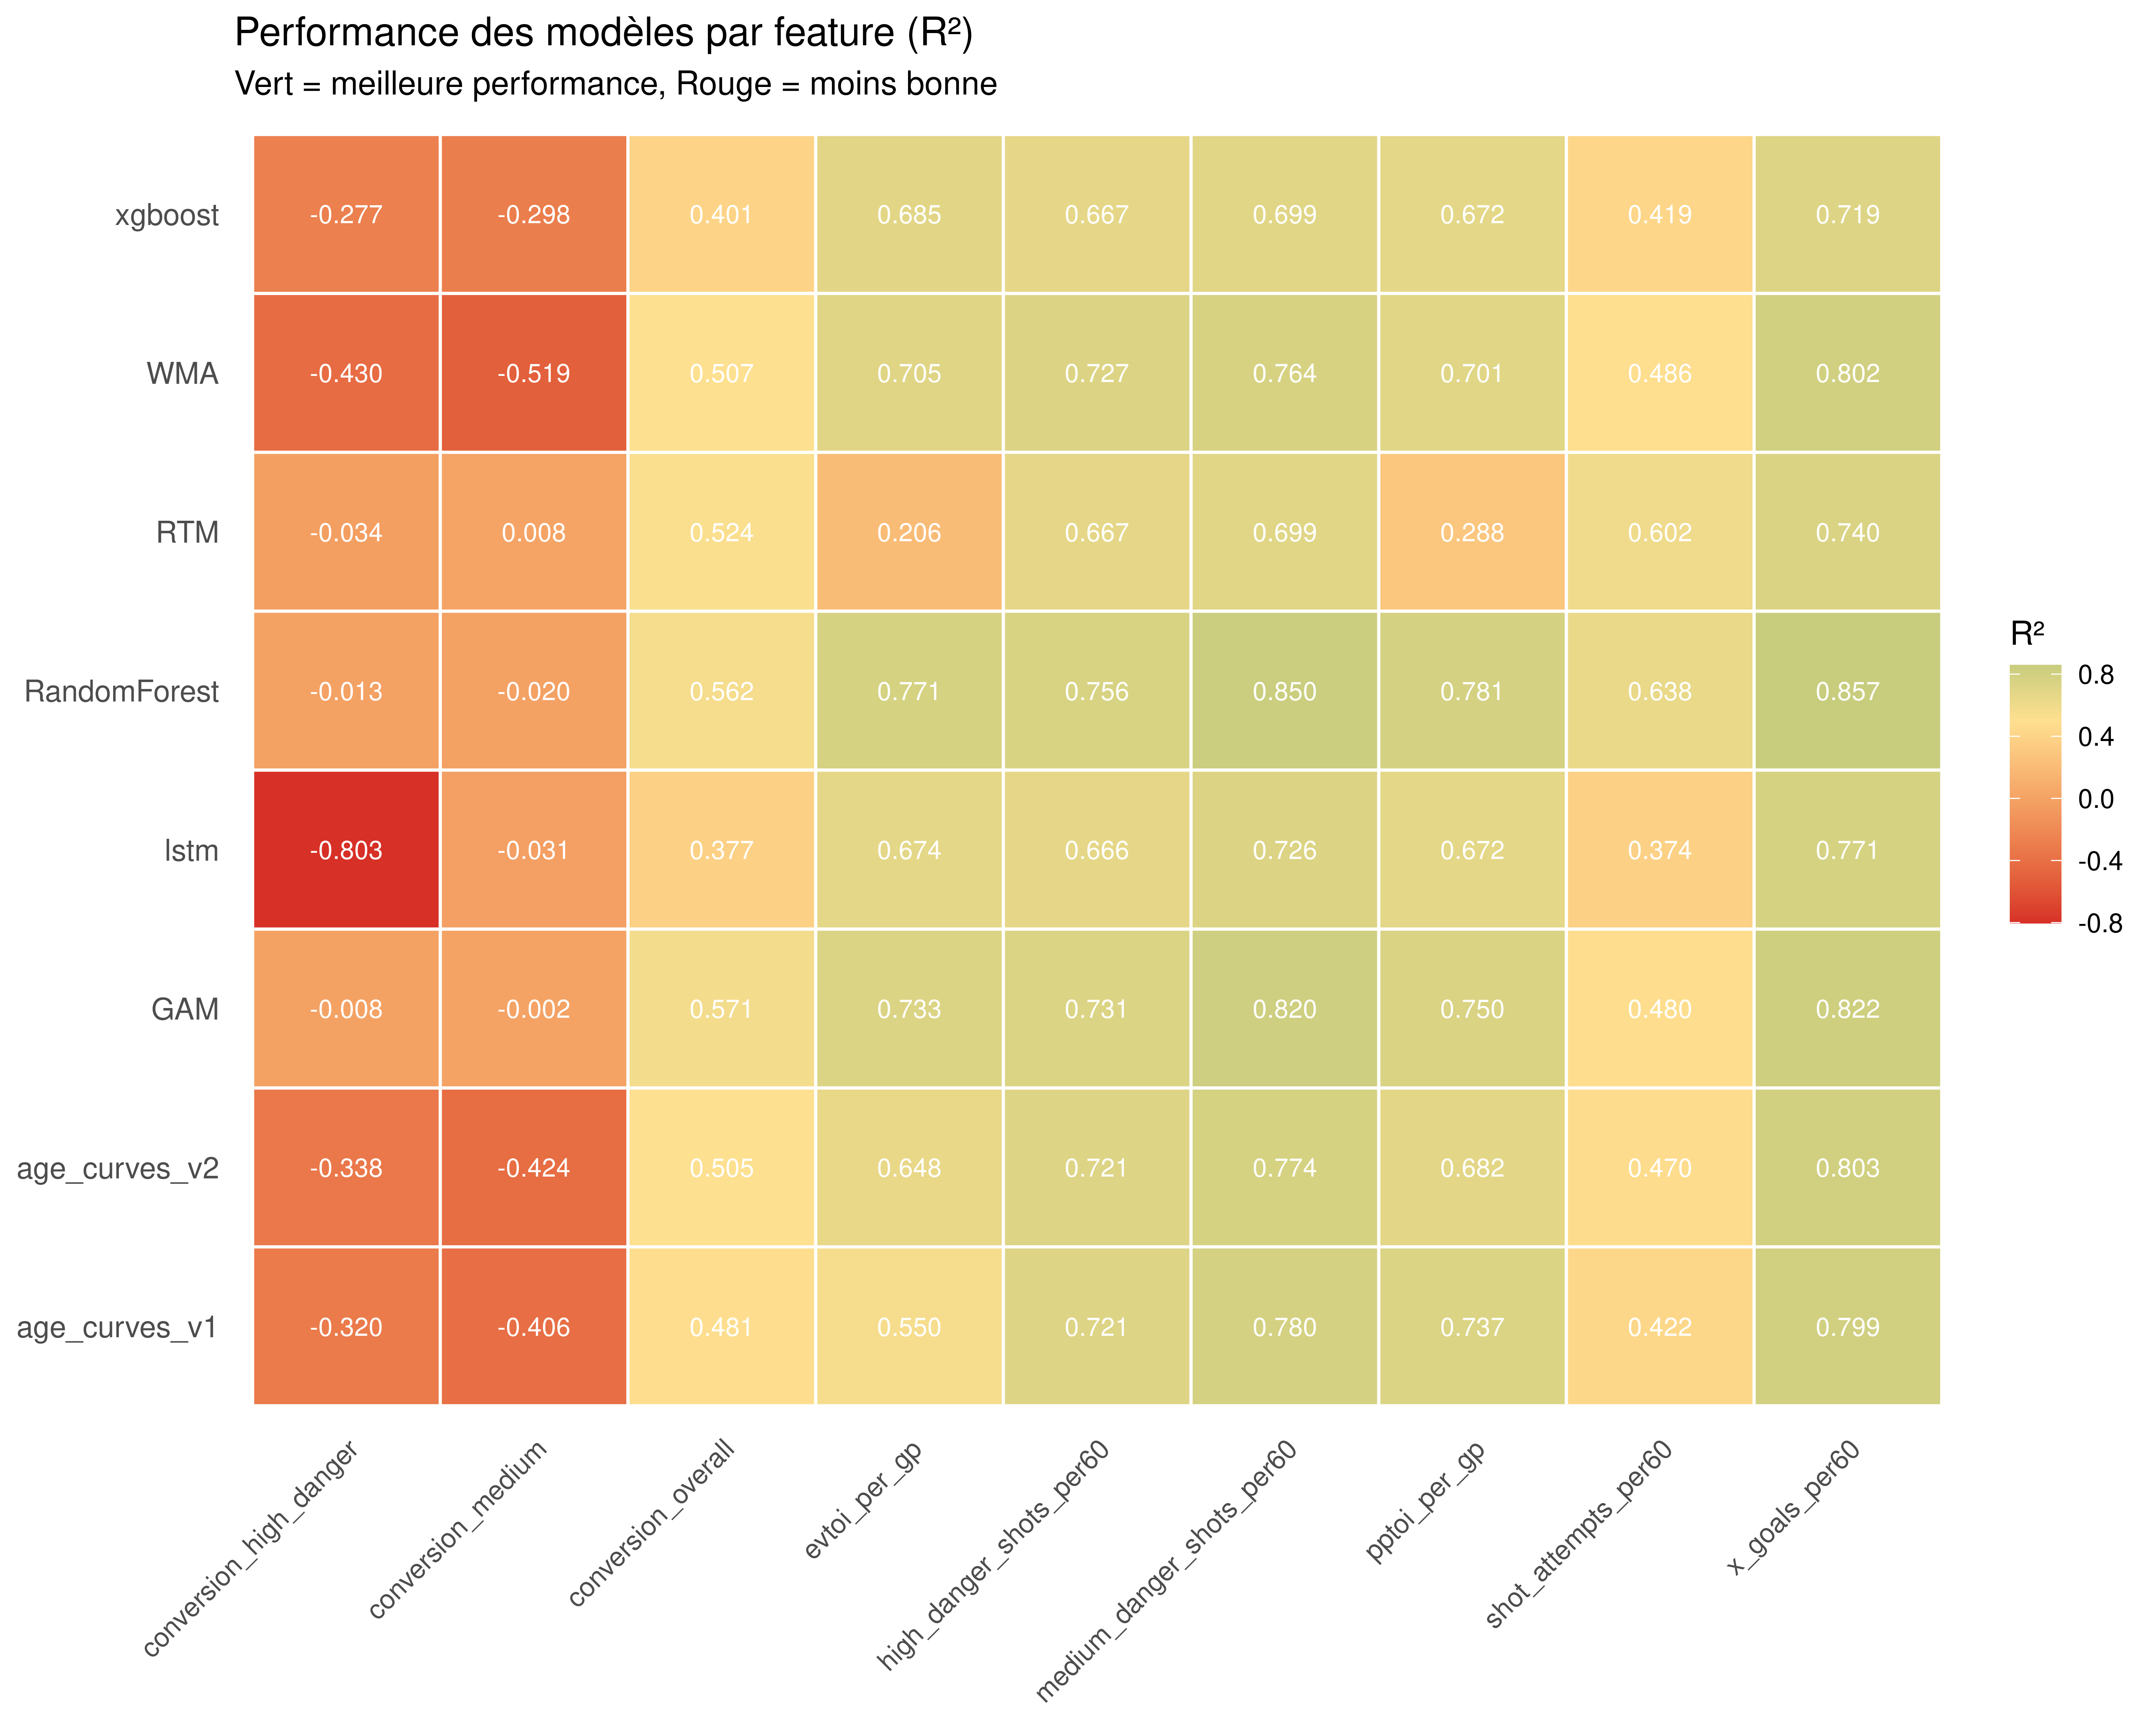 Performance des modèles par feature (R²)
Vert = meilleure performance, Rouge = moins bonne
xgboost -0.277 -0.298 0.401 0.685 0.667 0.699 0.672 0.419 0.719
WMA -0.430 -0.519 0.507 0.705 0.727 0.764 0.701 0.486 0.802
RTM -0.034 0.008 0.524 0.206 0.667 0.699 0.288 0.602 0.740
RandomForest -0.013 -0.020 0.562 0.771 0.756 0.850 0.781 0.638 0.857
lstm -0.803 -0.031 0.377 0.674 0.666 0.726 0.672 0.374 0.771
GAM -0.008 -0.002 0.571 0.733 0.731 0.820 0.750 0.480 0.822
age_curves_v2 -0.338 -0.424 0.505 0.648 0.721 0.774 0.682 0.470 0.803
age_curves_v1 -0.320 -0.406 0.481 0.550 0.721 0.780 0.737 0.422 0.799
conversion_high_danger
conversion_medium
conversion_overall
evtoi_per_gp
high_danger_shots_per60
medium_danger_shots_per60
pptoi_per_gp
shot_attempts_per60
x_goals_per60
R²
0.8
0.4
0.0
-0.4
-0.8